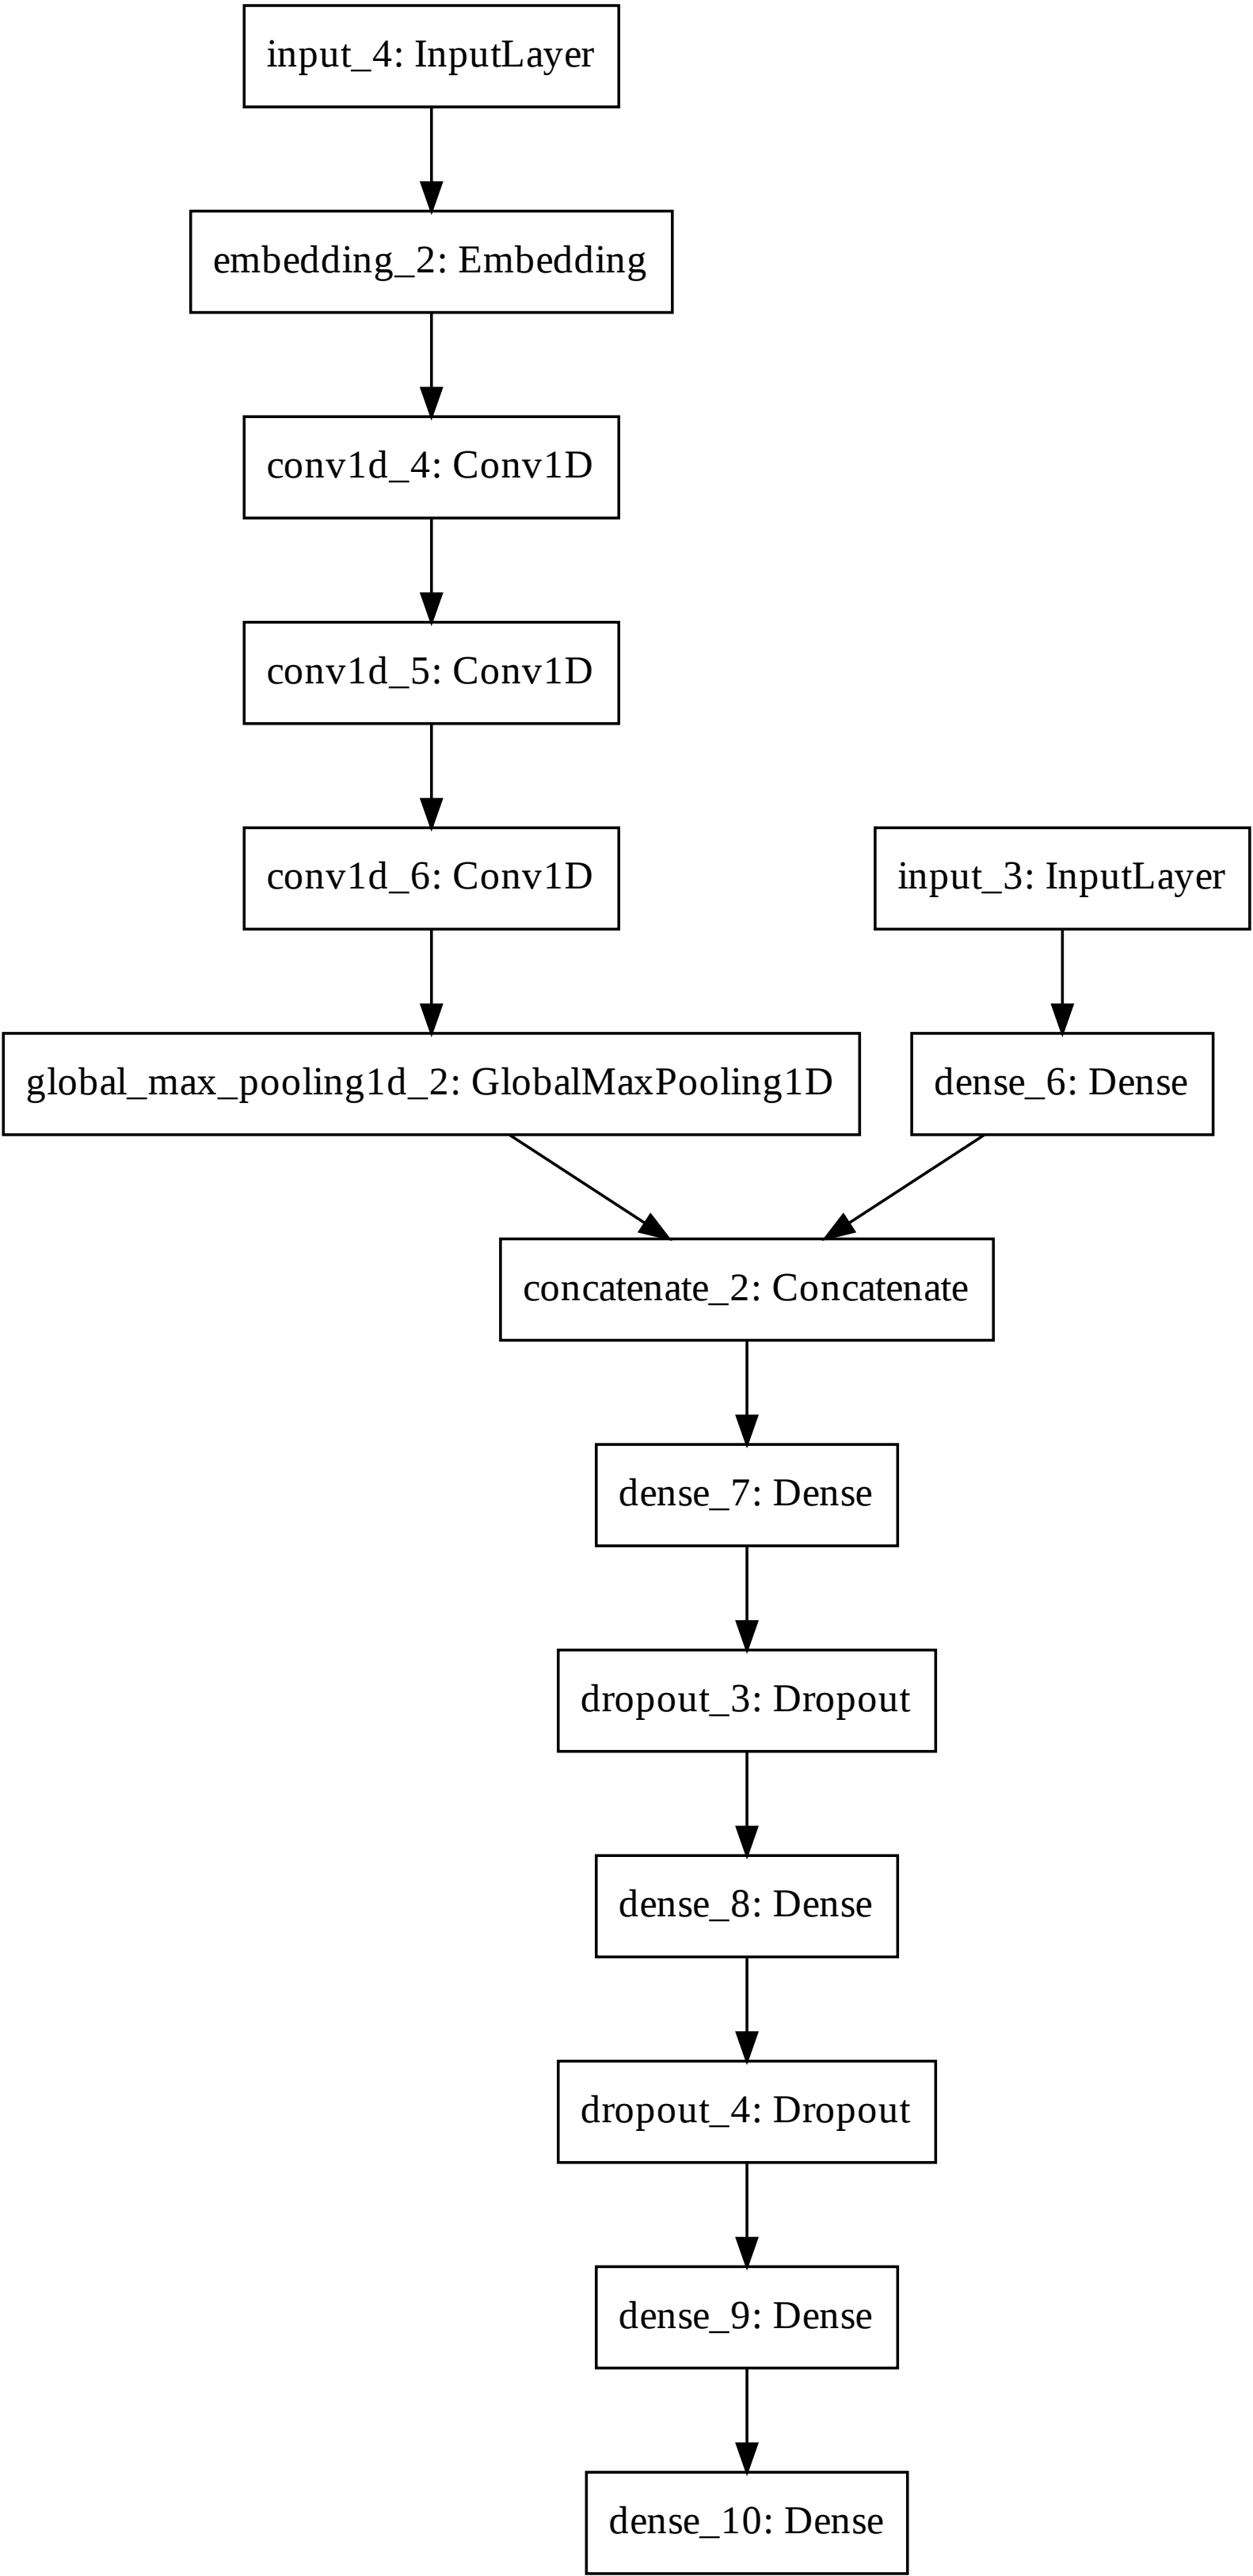 input_4: InputLayer
embedding_2: Embedding
conv1d_4: Conv1D
conv1d_5: Conv1D
conv1d_6: Conv1D
input_3: InputLayer
global_max_pooling1d_2: GlobalMaxPooling1D
dense_6: Dense
concatenate_2: Concatenate
dense_7: Dense
dropout_3: Dropout
dense_8: Dense
dropout_4: Dropout
dense_9: Dense
dense_10: Dense